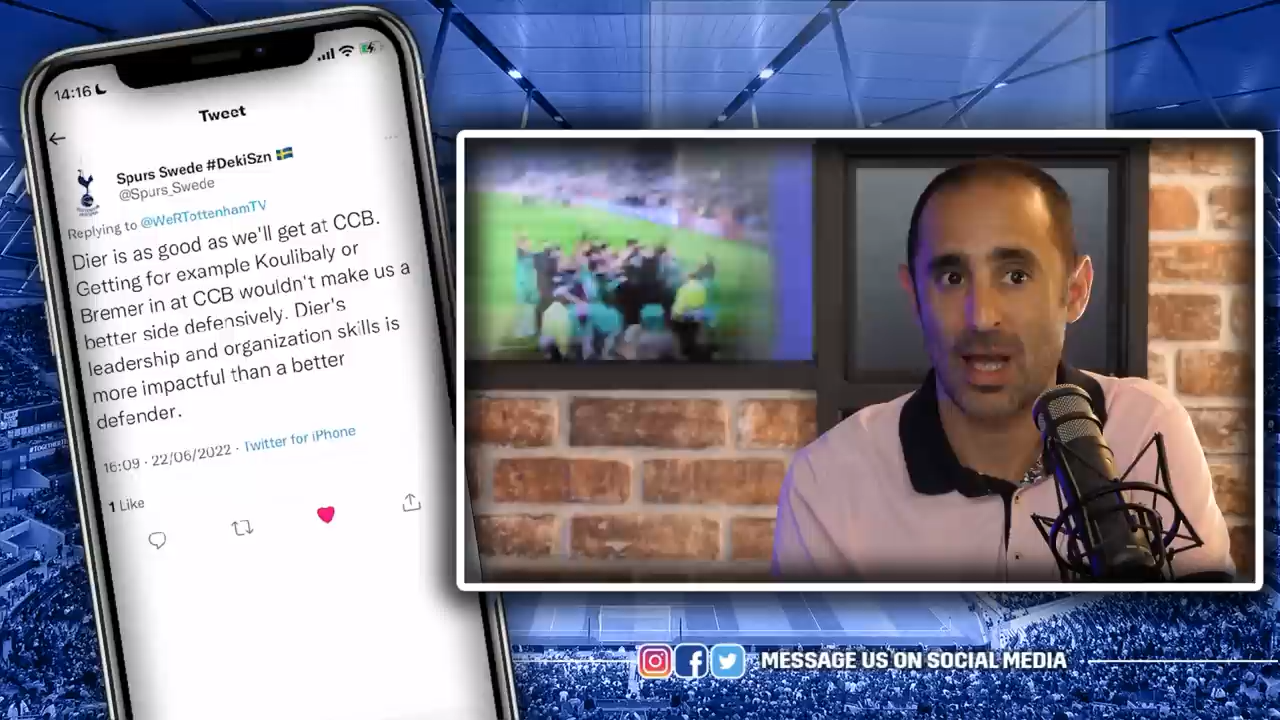 14:16
Tweet
Spurs Swede #DekiSzn
@Spurs_Swede
Replying to @WeRTottenhamTV
Dier is as good as we'll get at CCB.
Getting for example Koulibaly or
Bremer in at CCB wouldn't make us a
better side defensively. Dier's
leadership and organization skills is
more impactful than a better
defender.
16:09 · 22/06/2022 · Twitter for iPhone
1 Like
MESSAGE US ON SOCIAL MEDIA